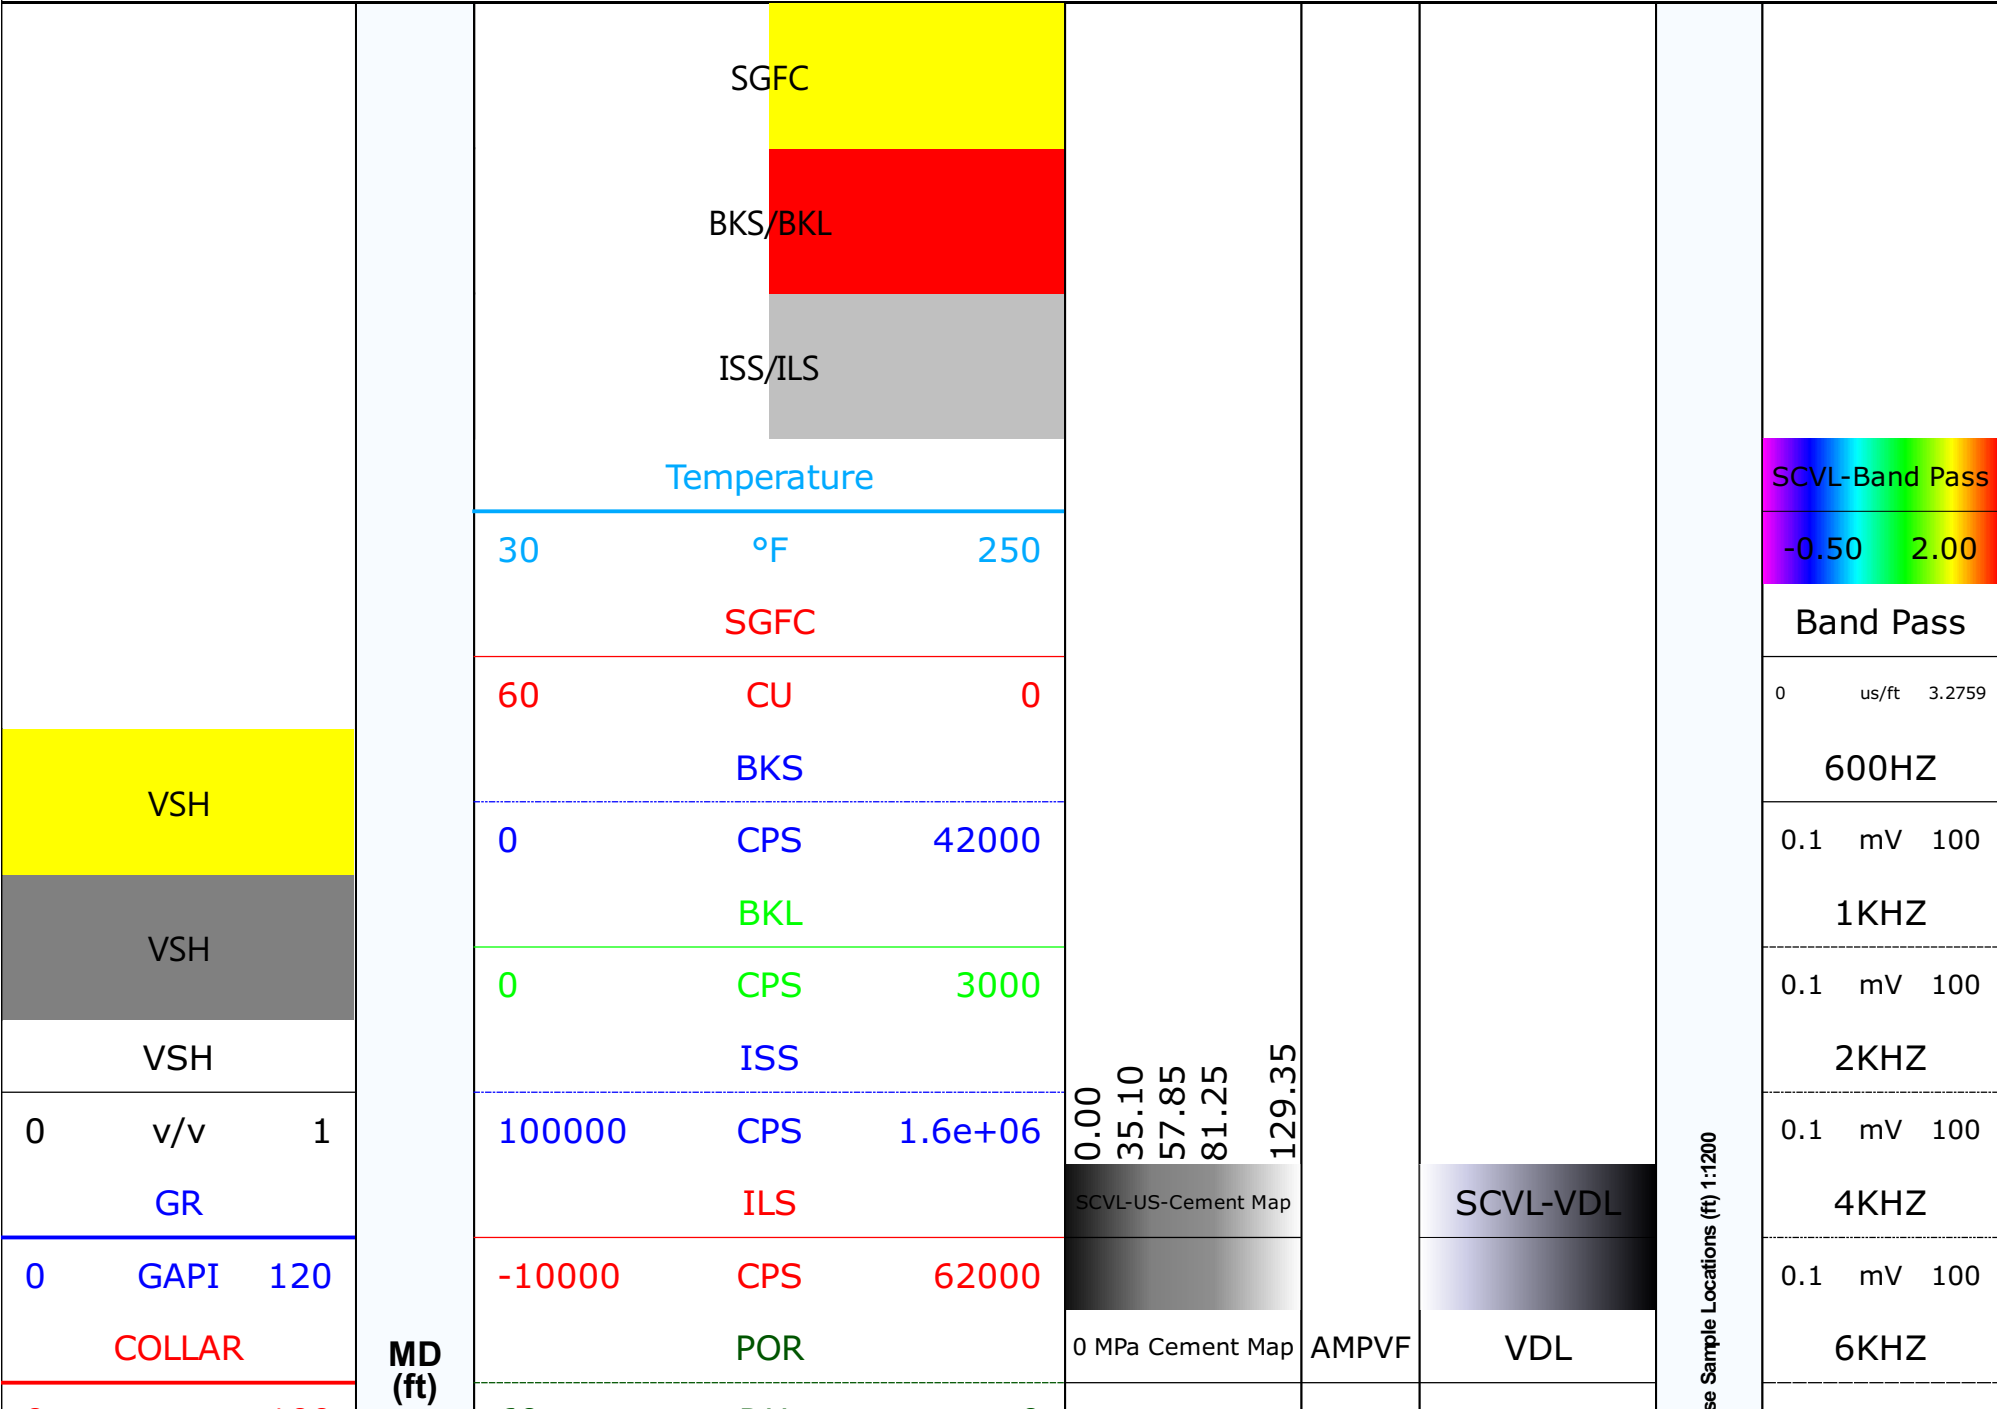 VSH
VSH
VSH
0 v/v 1
GR
0 GAPI 120
COLLAR
MD
(ft)
SGFC
BKS/BKL
ISS/ILS
Temperature
30 °F 250
SGFC
60 CU 0
BKS
0 CPS 42000
BKL
0 CPS 3000
ISS
100000 CPS 1.6e+06
ILS
-10000 CPS 62000
POR
0.00
35.10
57.85
81.25
129.35
SCVL-US-Cement Map
0 MPa Cement Map
AMPVF
SCVL-VDL
VDL
Sample Locations (ft) 1:1200
SCVL-Band Pass
-0.50 2.00
Band Pass
0 us/ft 3.2759
600HZ
0.1 mV 100
1KHZ
0.1 mV 100
2KHZ
0.1 mV 100
4KHZ
0.1 mV 100
6KHZ